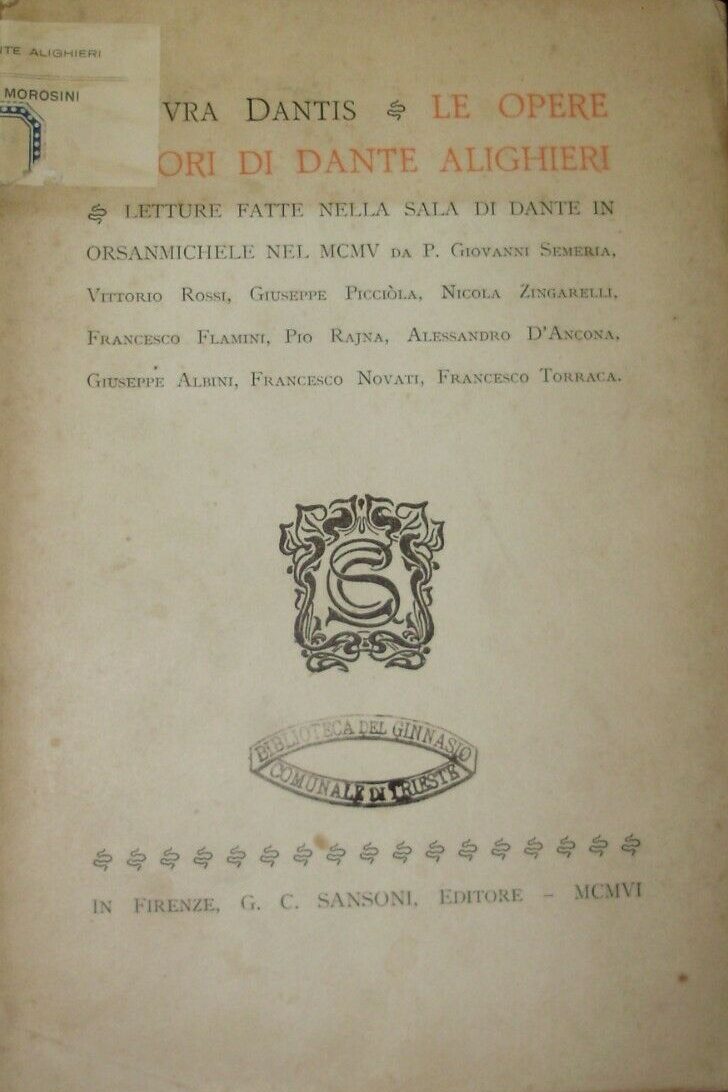 NTE ALIGHIERI
MOROSINI
VRA DANTIS LE OPERE
ORI DI DANTE ALIGHIERI
LETTURE FATTE NELLA SALA DI DANTE IN
ORSANMICHELE NEL MCMV DA P. GIOVANNI SEMERIA,
VITTORIO ROSSI, GIUSEPPE PICCIÒLA, NICOLA ZINGARELLI,
FRANCESCO FLAMINI, PIO RAJNA, ALESSANDRO D'ANCONA,
GIUSEPPE ALBINI, FRANCESCO NOVATI, FRANCESCO TORRACA.
BIBLIOTECA DEL GINNASIO
COMUNALE DI TRIESTE
IN FIRENZE, G. C. SANSONI, EDITORE – MCMVI